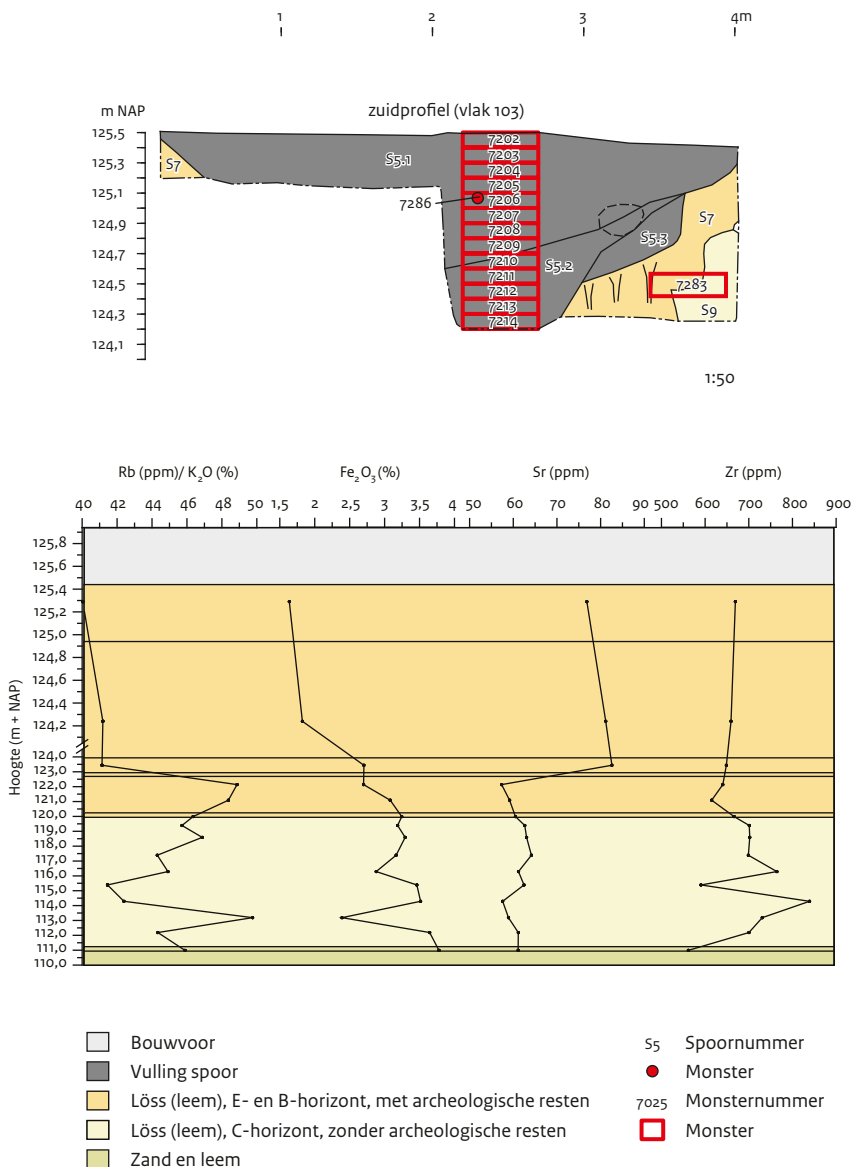 1 2 3 4m
m NAP zuidprofiel (vlak 103)
125,5
125,3
125,1
124,9
124,7
124,5
124,3
124,1
S7
S5.1
7202
7203
7204
7205
7206
7207
7208
7209
7210
7211
7212
7213
7214
7286
S5.2
S5.3
S7
7283
S9
1:50
Rb (ppm)/ K₂O (%) Fe₂O₃(%) Sr (ppm) Zr (ppm)
40 42 44 46 48 50 1,5 2 2,5 3 3,5 4 50 60 70 80 90 500 600 700 800 900
Hoogte (m + NAP)
125,8
125,6
125,4
125,2
125,0
124,8
124,6
124,4
124,2
124,0
123,0
122,0
121,0
120,0
119,0
118,0
117,0
116,0
115,0
114,0
113,0
112,0
111,0
110,0
Bouwvoor
Vulling spoor
Löss (leem), E- en B-horizont, met archeologische resten
Löss (leem), C-horizont, zonder archeologische resten
Zand en leem
S5 Spoornummer
Monster
7025 Monsternummer
Monster